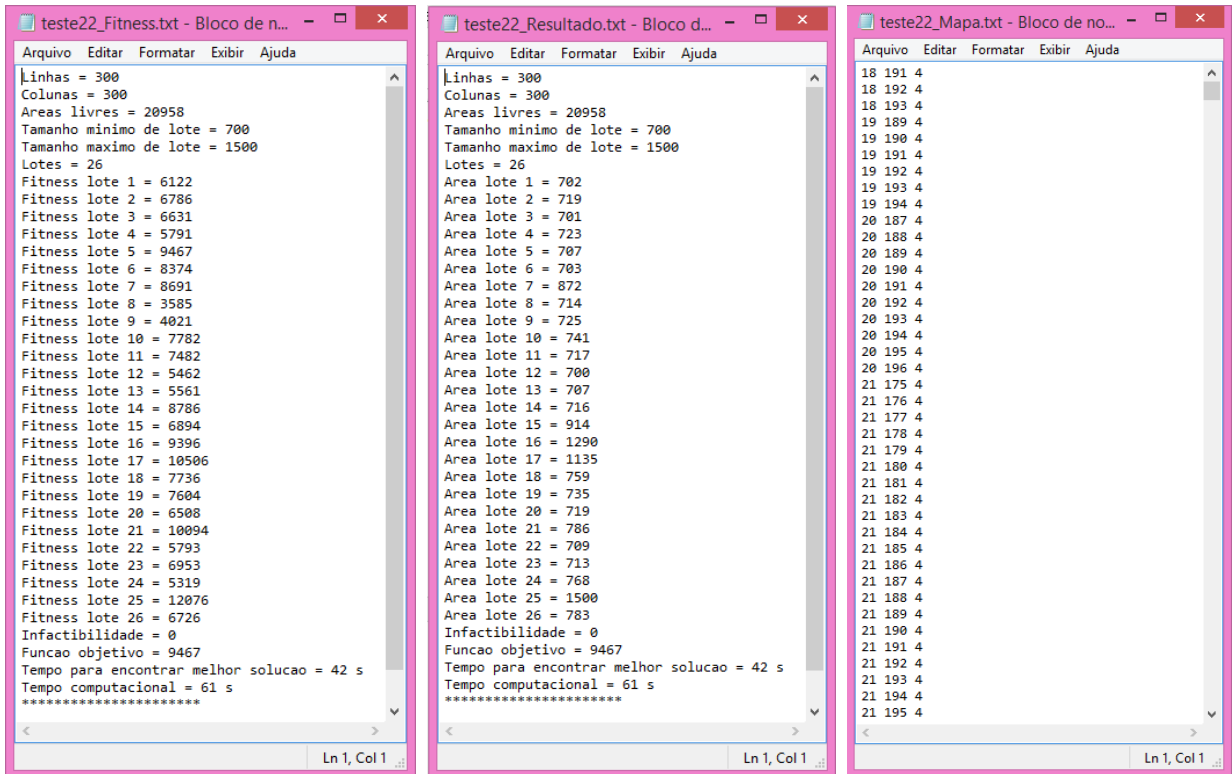 teste22_Fitness.txt - Bloco de n...
Arquivo Editar Formatar Exibir Ajuda
Linhas = 300
Colunas = 300
Areas livres = 20958
Tamanho minimo de lote = 700
Tamanho maximo de lote = 1500
Lotes = 26
Fitness lote 1 = 6122
Fitness lote 2 = 6786
Fitness lote 3 = 6631
Fitness lote 4 = 5791
Fitness lote 5 = 9467
Fitness lote 6 = 8374
Fitness lote 7 = 8691
Fitness lote 8 = 3585
Fitness lote 9 = 4021
Fitness lote 10 = 7782
Fitness lote 11 = 7482
Fitness lote 12 = 5462
Fitness lote 13 = 5561
Fitness lote 14 = 8786
Fitness lote 15 = 6894
Fitness lote 16 = 9396
Fitness lote 17 = 10506
Fitness lote 18 = 7736
Fitness lote 19 = 7604
Fitness lote 20 = 6508
Fitness lote 21 = 10094
Fitness lote 22 = 5793
Fitness lote 23 = 6953
Fitness lote 24 = 5319
Fitness lote 25 = 12076
Fitness lote 26 = 6726
Infactibilidade = 0
Funcao objetivo = 9467
Tempo para encontrar melhor solucao = 42 s
Tempo computacional = 61 s
**********************
Ln 1, Col 1
teste22_Resultado.txt - Bloco d...
Arquivo Editar Formatar Exibir Ajuda
Linhas = 300
Colunas = 300
Areas livres = 20958
Tamanho minimo de lote = 700
Tamanho maximo de lote = 1500
Lotes = 26
Area lote 1 = 702
Area lote 2 = 719
Area lote 3 = 701
Area lote 4 = 723
Area lote 5 = 707
Area lote 6 = 703
Area lote 7 = 872
Area lote 8 = 714
Area lote 9 = 725
Area lote 10 = 741
Area lote 11 = 717
Area lote 12 = 700
Area lote 13 = 707
Area lote 14 = 716
Area lote 15 = 914
Area lote 16 = 1290
Area lote 17 = 1135
Area lote 18 = 759
Area lote 19 = 735
Area lote 20 = 719
Area lote 21 = 786
Area lote 22 = 709
Area lote 23 = 713
Area lote 24 = 768
Area lote 25 = 1500
Area lote 26 = 783
Infactibilidade = 0
Funcao objetivo = 9467
Tempo para encontrar melhor solucao = 42 s
Tempo computacional = 61 s
**********************
Ln 1, Col 1
teste22_Mapa.txt - Bloco de no...
Arquivo Editar Formatar Exibir Ajuda
18 191 4
18 192 4
18 193 4
19 189 4
19 190 4
19 191 4
19 192 4
19 193 4
19 194 4
20 187 4
20 188 4
20 189 4
20 190 4
20 191 4
20 192 4
20 193 4
20 194 4
20 195 4
20 196 4
21 175 4
21 176 4
21 177 4
21 178 4
21 179 4
21 180 4
21 181 4
21 182 4
21 183 4
21 184 4
21 185 4
21 186 4
21 187 4
21 188 4
21 189 4
21 190 4
21 191 4
21 192 4
21 193 4
21 194 4
21 195 4
Ln 1, Col 1